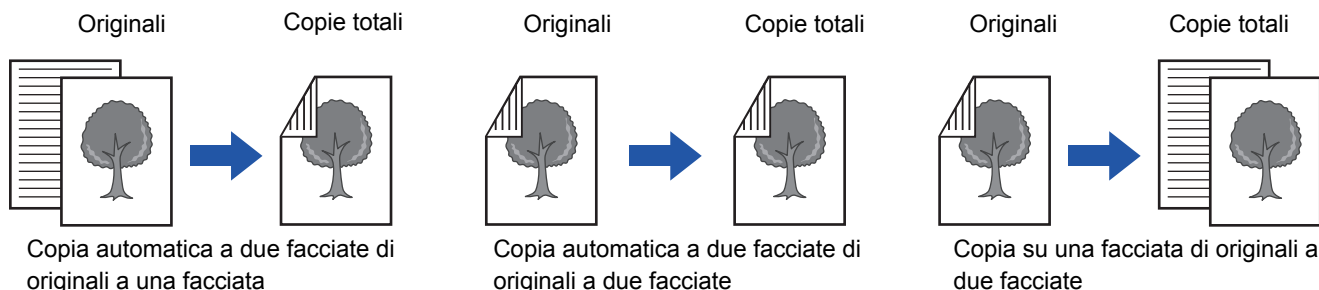 Originali Copie totali Originali Copie totali Originali Copie totali
Copia automatica a due facciate di
originali a una facciata
Copia automatica a due facciate di
originali a due facciate
Copia su una facciata di originali a
due facciate